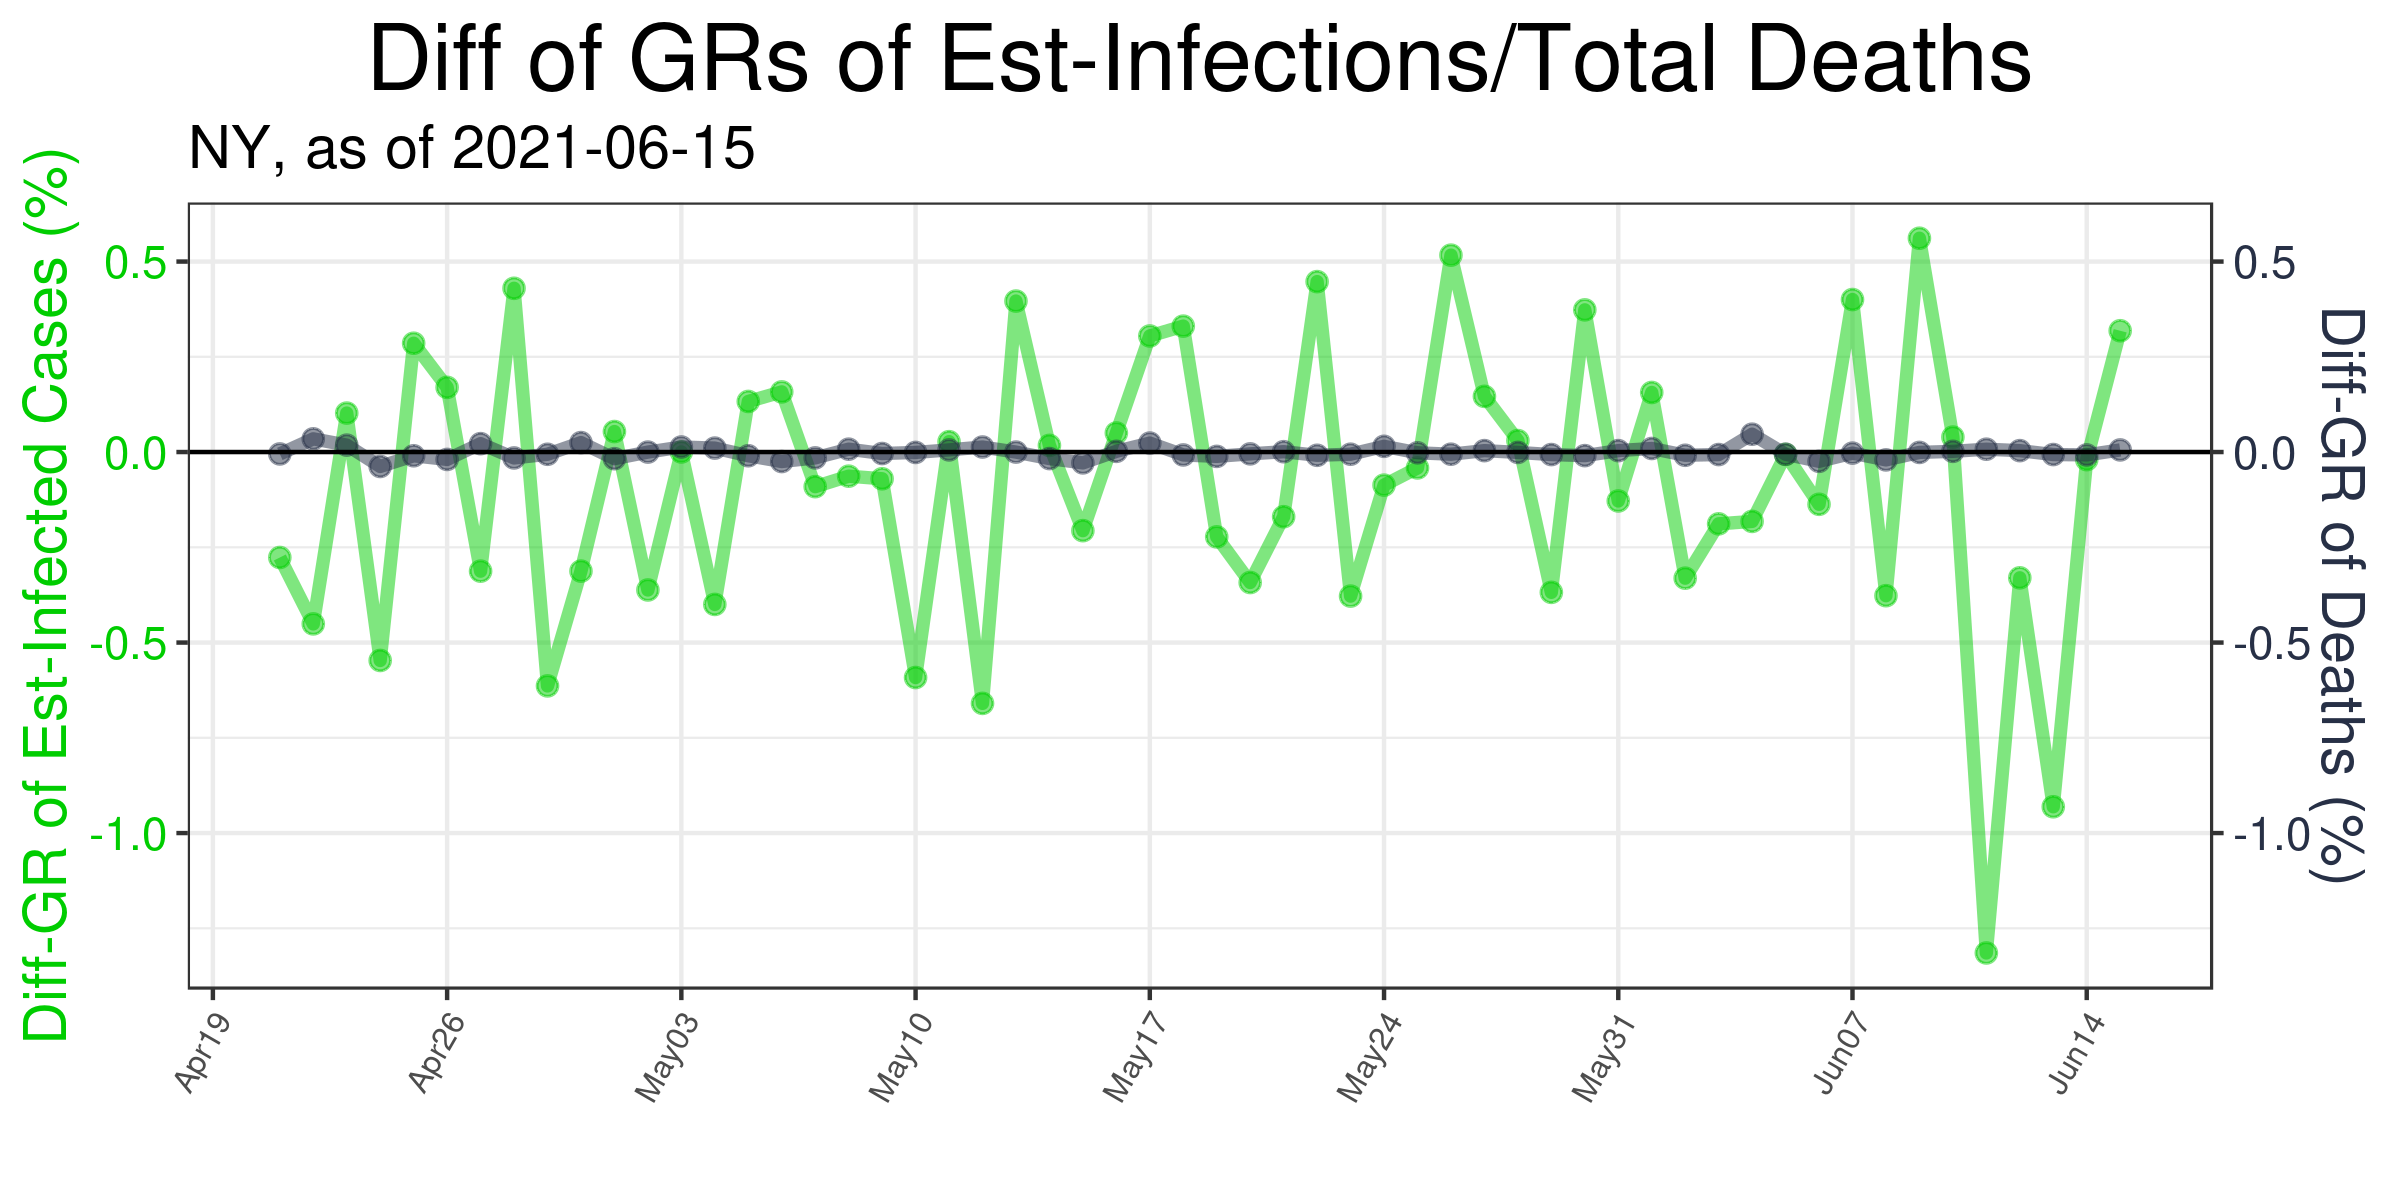 Diff of GRs of Est-Infections/Total Deaths
NY, as of 2021-06-15
Diff-GR of Est-Infected Cases (%)
0.5
0.0
-0.5
-1.0
0.5
0.0
-0.5
-1.0
Diff-GR of Deaths (%)
Apr19
Apr26
May03
May10
May17
May24
May31
Jun07
Jun14